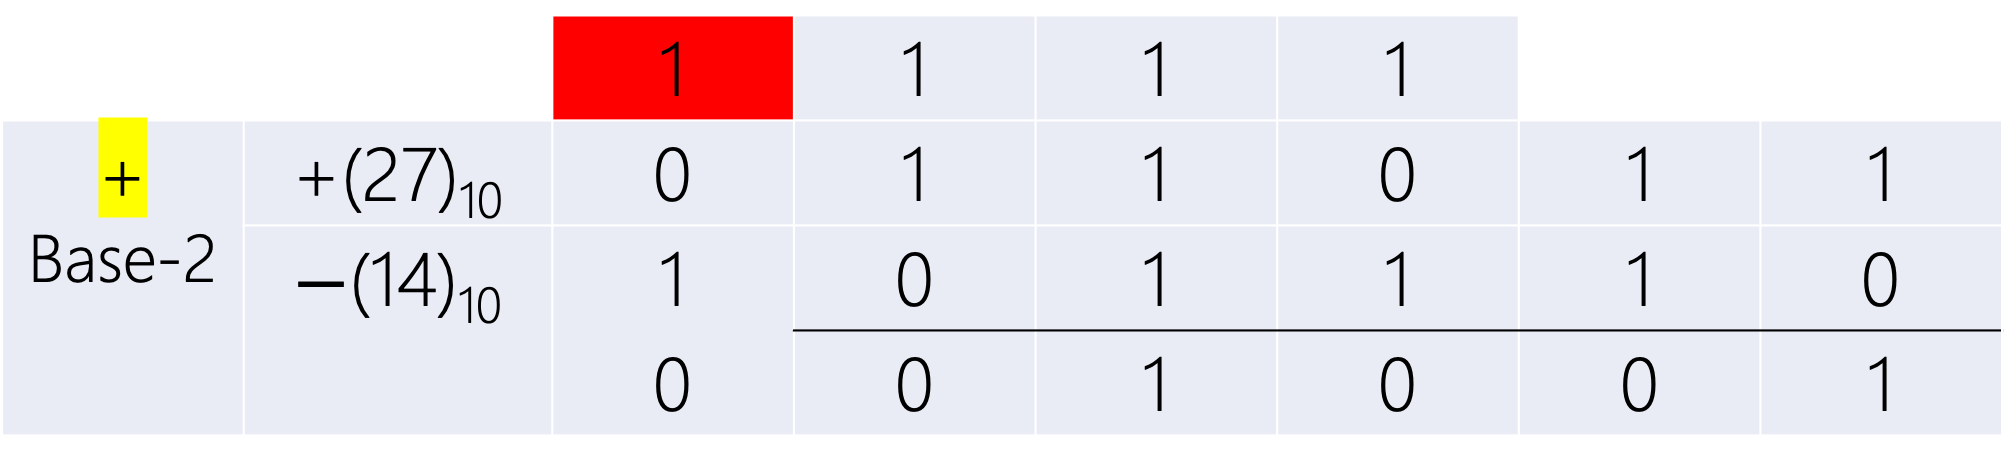 1 1 1 1
+ +(27)₁₀ 0 1 1 0 1 1
Base-2 −(14)₁₀ 1 0 1 1 1 0
0 0 1 0 0 1